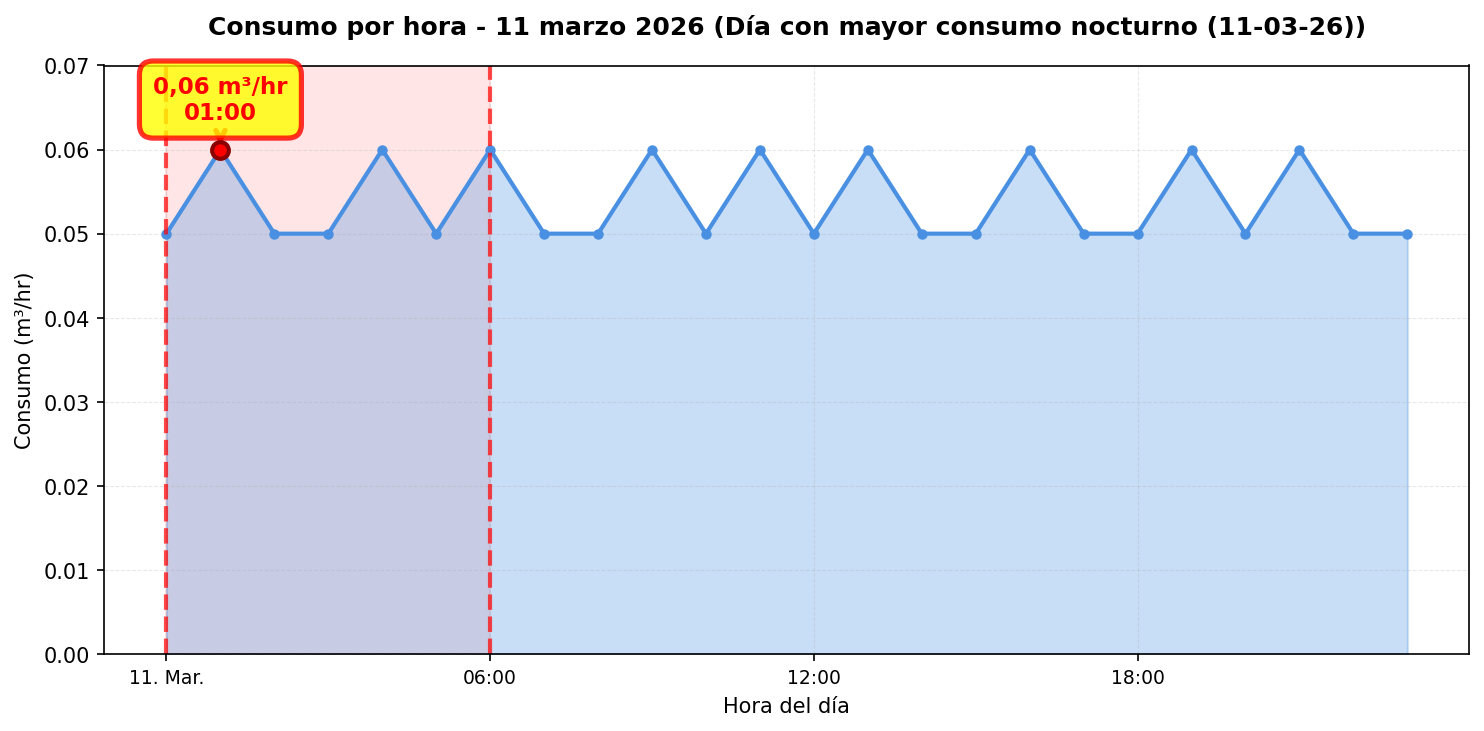 Consumo por hora - 11 marzo 2026 (Día con mayor consumo nocturno (11-03-26))
0,06 m³/hr
01:00
Consumo (m³/hr)
0.07
0.06
0.05
0.04
0.03
0.02
0.01
0.00
11. Mar.
06:00
12:00
18:00
Hora del día